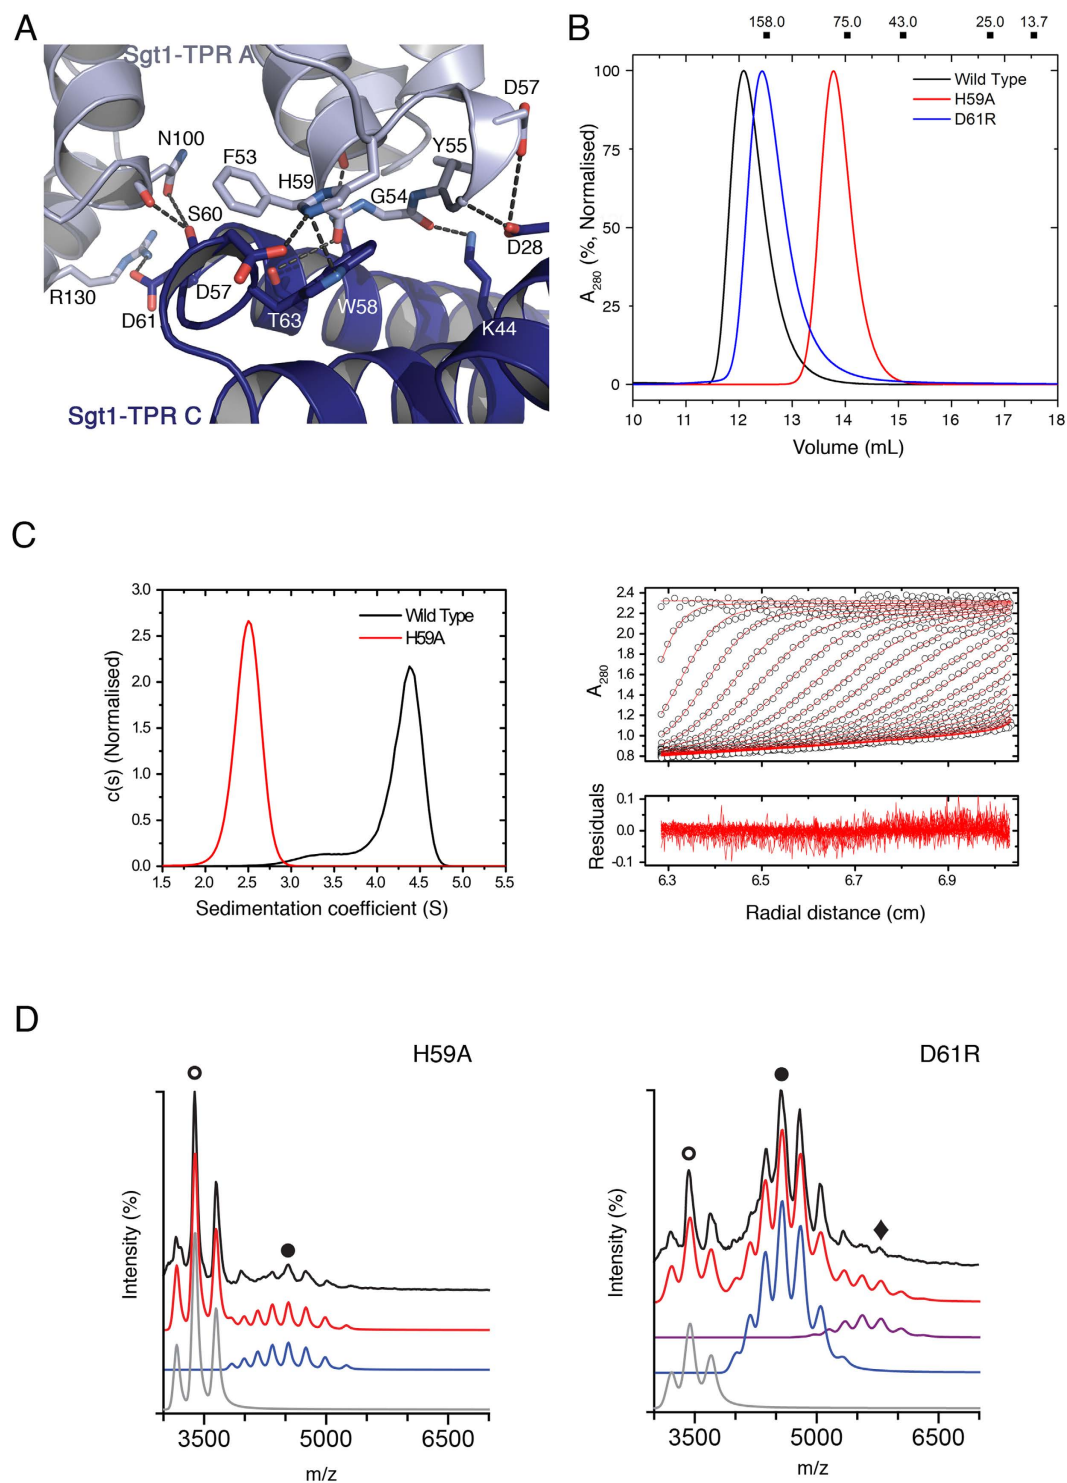 A
Sgt1-TPR A
D57
N100
F53
Y55
H59
G54
S60
D28
R130
D57
W58
D61
T63
K44
Sgt1-TPR C
B
158.0 75.0 43.0 25.0 13.7
100
75
50
25
0
A280 (%, Normalised)
Wild Type
H59A
D61R
10 11 12 13 14 15 16 17 18
Volume (mL)
C
3.0
2.5
2.0
1.5
1.0
0.5
0.0
c(s) (Normalised)
Wild Type
H59A
1.5 2.0 2.5 3.0 3.5 4.0 4.5 5.0 5.5
Sedimentation coefficient (S)
2.4
2.2
2.0
1.8
1.6
1.4
1.2
1.0
0.8
A280
0.1
0.0
-0.1
Residuals
6.3 6.5 6.7 6.9
Radial distance (cm)
D
H59A
Intensity (%)
3500 5000 6500
m/z
D61R
Intensity (%)
3500 5000 6500
m/z